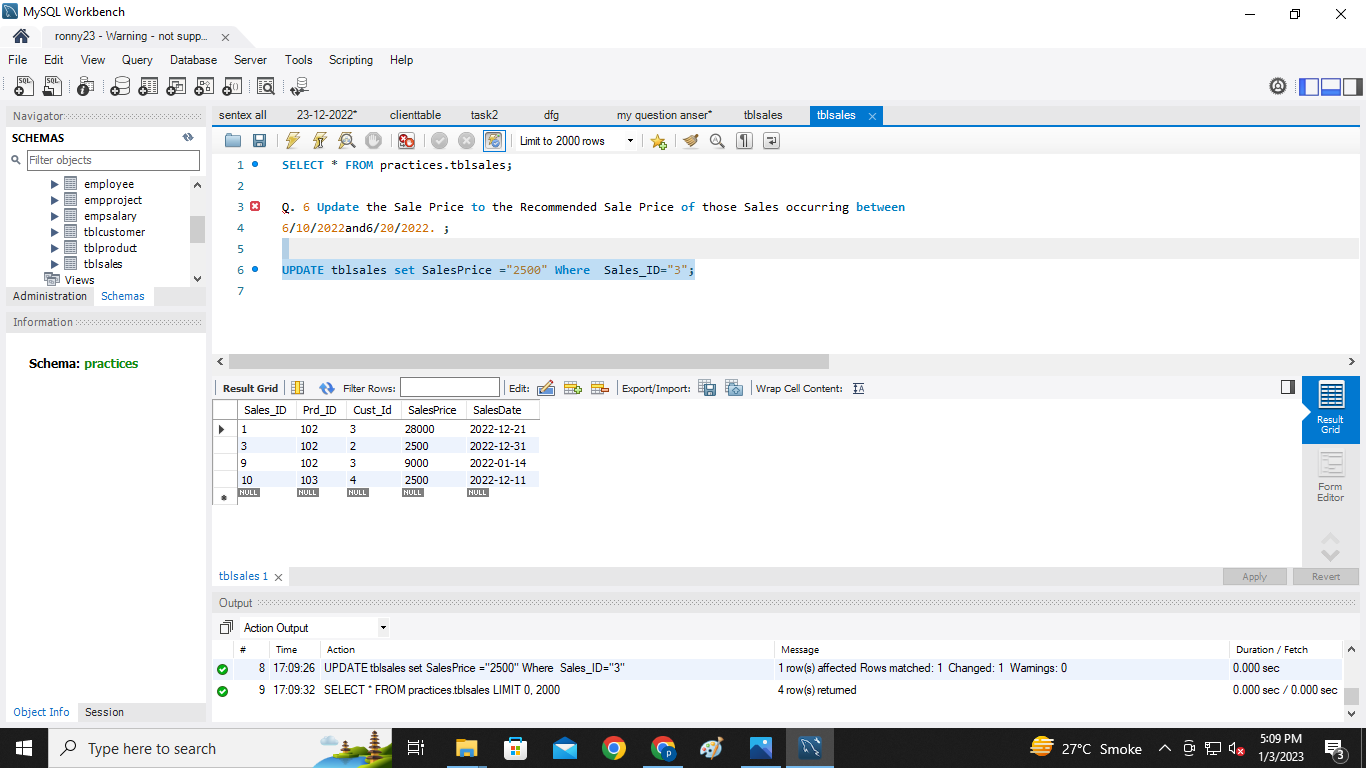 MySQL Workbench
ronny23 - Warning - not supp...
File Edit View Query Database Server Tools Scripting Help
Navigator
SCHEMAS
Filter objects
employee
empproject
empsalary
tblcustomer
tblproduct
tblsales
Views
Administration Schemas
Information
Schema: practices
Object Info Session
sentex all 23-12-2022* clienttable task2 dfg my question anser* tblsales tblsales
Limit to 2000 rows
1 SELECT * FROM practices.tblsales;
2
3 Q. 6 Update the Sale Price to the Recommended Sale Price of those Sales occurring between
4 6/10/2022and6/20/2022. ;
5
6 UPDATE tblsales set SalesPrice ="2500" Where Sales_ID="3";
7
Result Grid Filter Rows: Edit: Export/Import: Wrap Cell Content:
Sales_ID Prd_ID Cust_Id SalesPrice SalesDate
1 102 3 28000 2022-12-21
3 102 2 2500 2022-12-31
9 102 3 9000 2022-01-14
10 103 4 2500 2022-12-11
NULL NULL NULL NULL NULL
Result
Grid
Form
Editor
tblsales 1
Apply Revert
Output
Action Output
# Time Action Message Duration / Fetch
8 17:09:26 UPDATE tblsales set SalesPrice ="2500" Where Sales_ID="3" 1 row(s) affected Rows matched: 1 Changed: 1 Warnings: 0 0.000 sec
9 17:09:32 SELECT * FROM practices.tblsales LIMIT 0, 2000 4 row(s) returned 0.000 sec / 0.000 sec
Type here to search
27°C Smoke
5:09 PM
1/3/2023
3